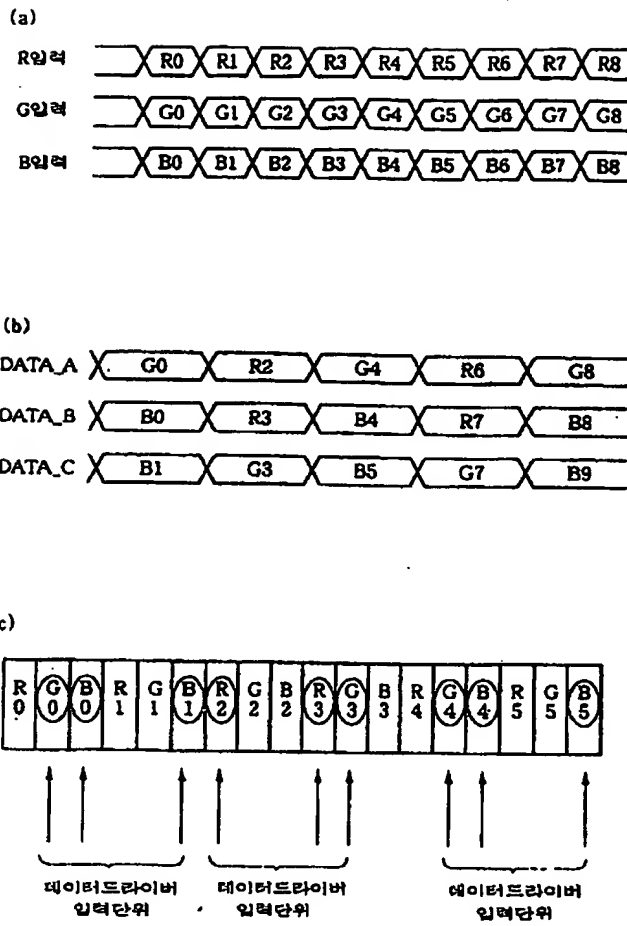 (a)
R입력 R0 R1 R2 R3 R4 R5 R6 R7 R8
G입력 G0 G1 G2 G3 G4 G5 G6 G7 G8
B입력 B0 B1 B2 B3 B4 B5 B6 B7 B8
(b)
DATA_A G0 R2 G4 R6 G8
DATA_B B0 R3 B4 R7 B8
DATA_C B1 G3 B5 G7 B9
c)
R G B R G B R G B R G B R G B R G B
0 0 0 1 1 1 2 2 2 3 3 3 4 4 4 5 5 5
데이터드라이버 데이터드라이버 데이터드라이버
입력단위 입력단위 입력단위